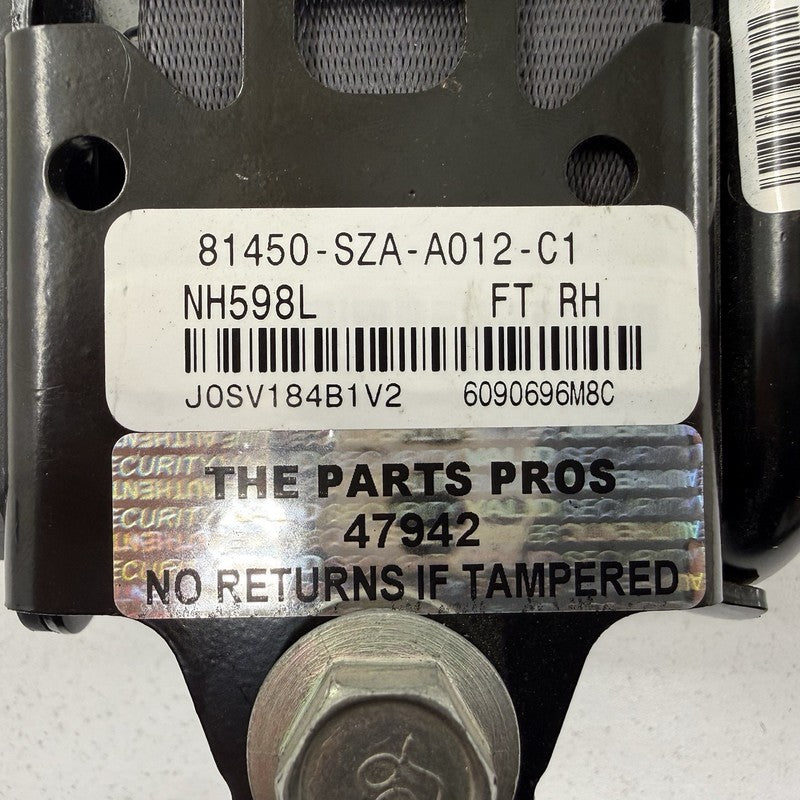 81450-SZA-A012-C1
NH598L FT RH
J0SV184B1V2 6090696M8C
THE PARTS PROS
47942
NO RETURNS IF TAMPERED